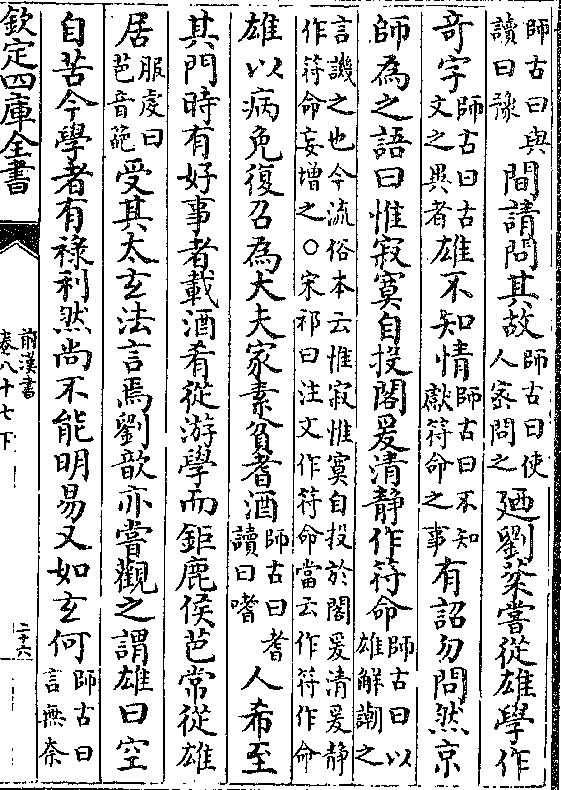 師古曰與
讀曰豫
間請問其故
師古曰使
人宻問之
廼劉棻嘗從雄學作
竒字
師古曰古
文之異者
雄不知情
師古曰不知
獻符命之事
有詔勿問然京
師為之語曰惟寂寞自投閣爰清静作符命
師古曰以
雄解謿之
言譏之也今流俗本云惟寂惟寞自投於閣爰清爰静
作符命妄增之○宋祁曰注文作符命當云作符作命
雄以病免復召為大夫家素貧耆酒
師古曰耆
讀曰嗜
人希至
其門時有好事者載酒肴從游學而鉅鹿侯芭常從雄
居
服䖍曰
芭音葩
受其太𤣥法言焉劉歆亦嘗觀之謂雄曰空
自苦今學者有禄利然尚不能明易又如𤣥何
師古曰
言無奈
欽定四庫全書
前漢書
卷八十七下
二十六